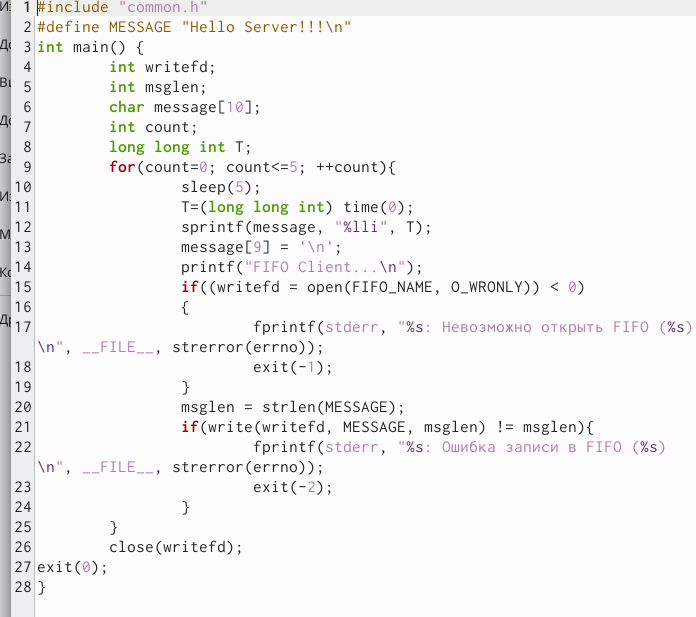 Из
До
Ви
До
За
Из
М
Ко
Др
1 #include "common.h"
2 #define MESSAGE "Hello Server!!!\n"
3 int main() {
4 int writefd;
5 int msglen;
6 char message[10];
7 int count;
8 long long int T;
9 for(count=0; count<=5; ++count){
10 sleep(5);
11 T=(long long int) time(0);
12 sprintf(message, "%lli", T);
13 message[9] = '\n';
14 printf("FIFO Client...\n");
15 if((writefd = open(FIFO_NAME, O_WRONLY)) < 0)
16 {
17 fprintf(stderr, "%s: Невозможно открыть FIFO (%s)
\n", __FILE__, strerror(errno));
18 exit(-1);
19 }
20 msglen = strlen(MESSAGE);
21 if(write(writefd, MESSAGE, msglen) != msglen){
22 fprintf(stderr, "%s: Ошибка записи в FIFO (%s)
\n", __FILE__, strerror(errno));
23 exit(-2);
24 }
25 }
26 close(writefd);
27 exit(0);
28 }